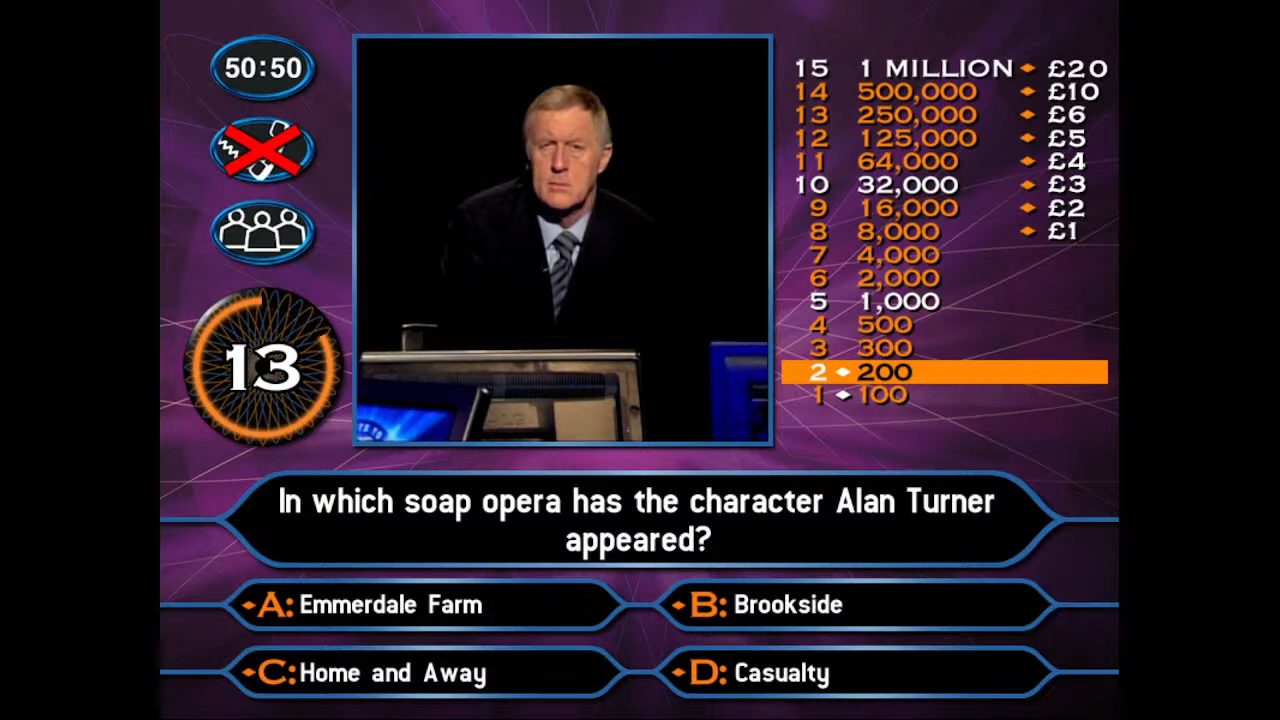 50:50
13
15 1 MILLION £20
14 500,000 £10
13 250,000 £6
12 125,000 £5
11 64,000 £4
10 32,000 £3
9 16,000 £2
8 8,000 £1
7 4,000
6 2,000
5 1,000
4 500
3 300
2 200
1 100
In which soap opera has the character Alan Turner
appeared?
A: Emmerdale Farm
B: Brookside
C: Home and Away
D: Casualty